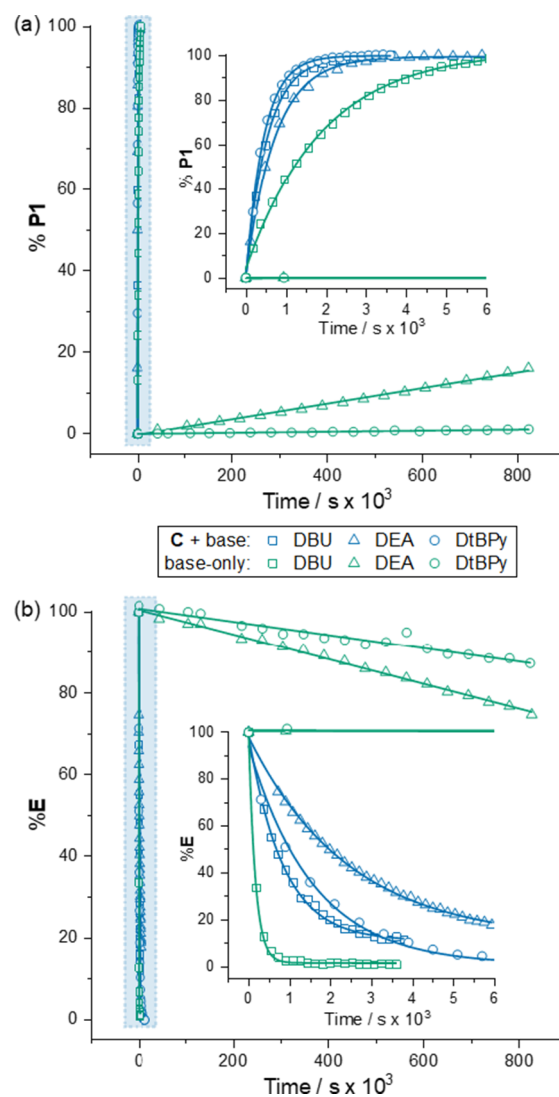 (a)
100
80
60
40
20
0
% P1
100
80
60
40
20
0
% P1
0 1 2 3 4 5 6
Time / s x 10³
0 200 400 600 800
Time / s x 10³
C + base: DBU DEA DtBPy
base-only: DBU DEA DtBPy
(b)
100
80
60
40
20
0
%E
100
80
60
40
20
0
%E
0 1 2 3 4 5 6
Time / s x 10³
0 200 400 600 800
Time / s x 10³